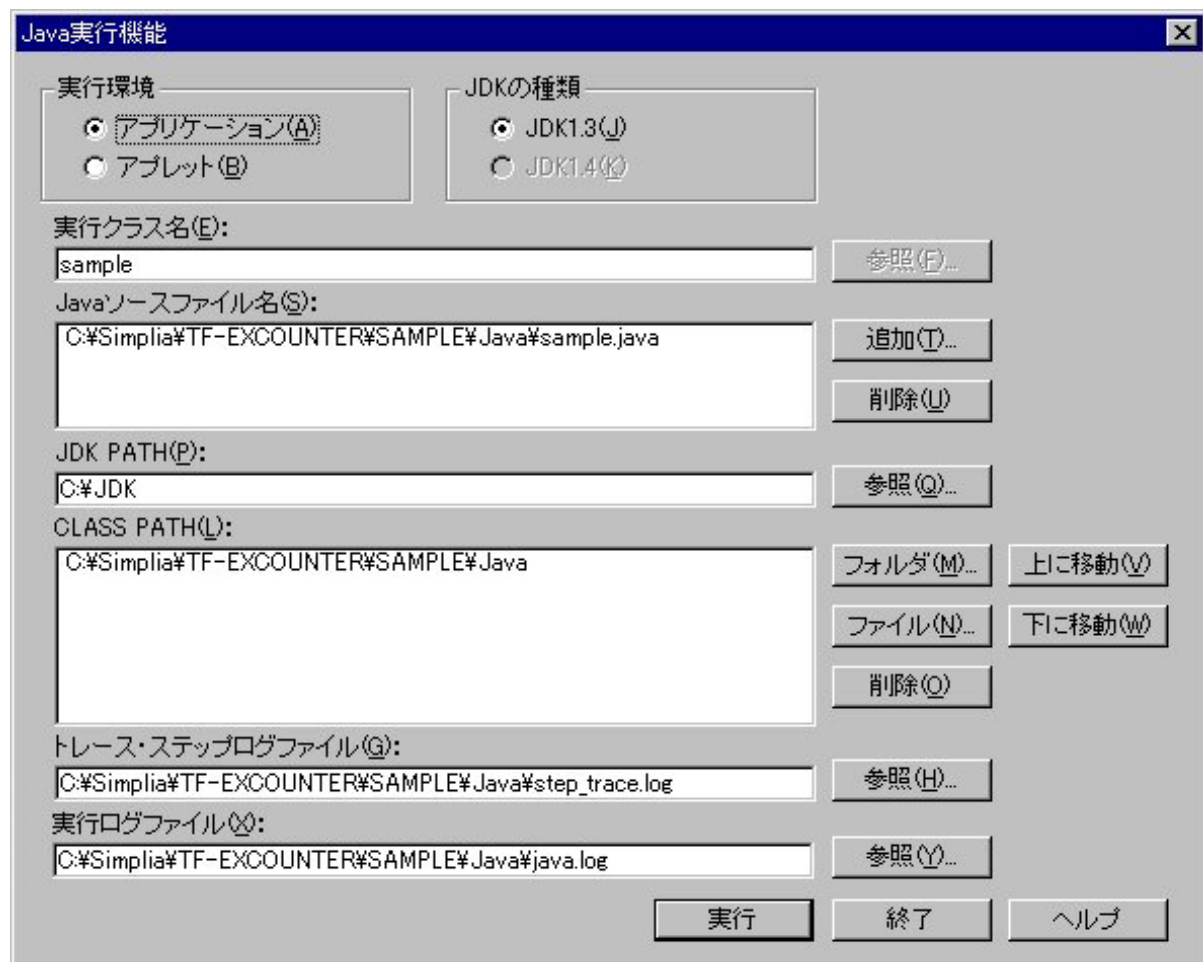 Java実行機能
実行環境
アプリケーション(A)
アプレット(B)
JDKの種類
JDK1.3(J)
JDK1.4(K)
実行クラス名(E):
sample
参照(F)...
Javaソースファイル名(S):
C:¥Simplia¥TF-EXCOUNTER¥SAMPLE¥Java¥sample.java
追加(T)...
削除(U)
JDK PATH(P):
C:¥JDK
参照(Q)...
CLASS PATH(L):
C:¥Simplia¥TF-EXCOUNTER¥SAMPLE¥Java
フォルダ(M)...
上に移動(V)
ファイル(N)...
下に移動(W)
削除(O)
トレース・ステップログファイル(G):
C:¥Simplia¥TF-EXCOUNTER¥SAMPLE¥Java¥step_trace.log
参照(H)...
実行ログファイル(X):
C:¥Simplia¥TF-EXCOUNTER¥SAMPLE¥Java¥java.log
参照(Y)...
実行
終了
ヘルプ